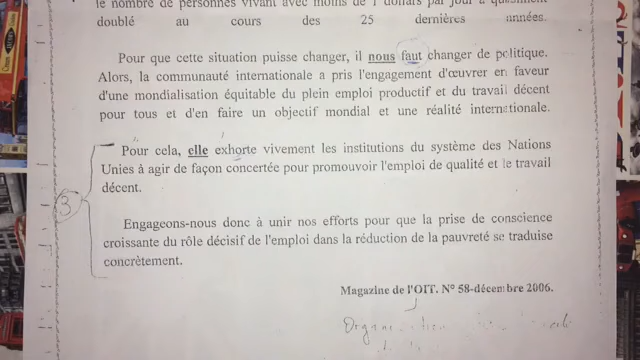 le nombre de personnes vivant avec moins de 1 dollars par jour a quasiment
doublé au cours des 25 dernières années.
Pour que cette situation puisse changer, il nous faut changer de politique.
Alors, la communauté internationale a pris l'engagement d'œuvrer en faveur
d'une mondialisation équitable du plein emploi productif et du travail décent
pour tous et d'en faire un objectif mondial et une réalité internationale.
Pour cela, elle exhorte vivement les institutions du système des Nations
Unies à agir de façon concertée pour promouvoir l'emploi de qualité et le travail
décent.
3
Engageons-nous donc à unir nos efforts pour que la prise de conscience
croissante du rôle décisif de l'emploi dans la réduction de la pauvreté se traduise
concrètement.
Magazine de l'OIT. N° 58-décembre 2006.